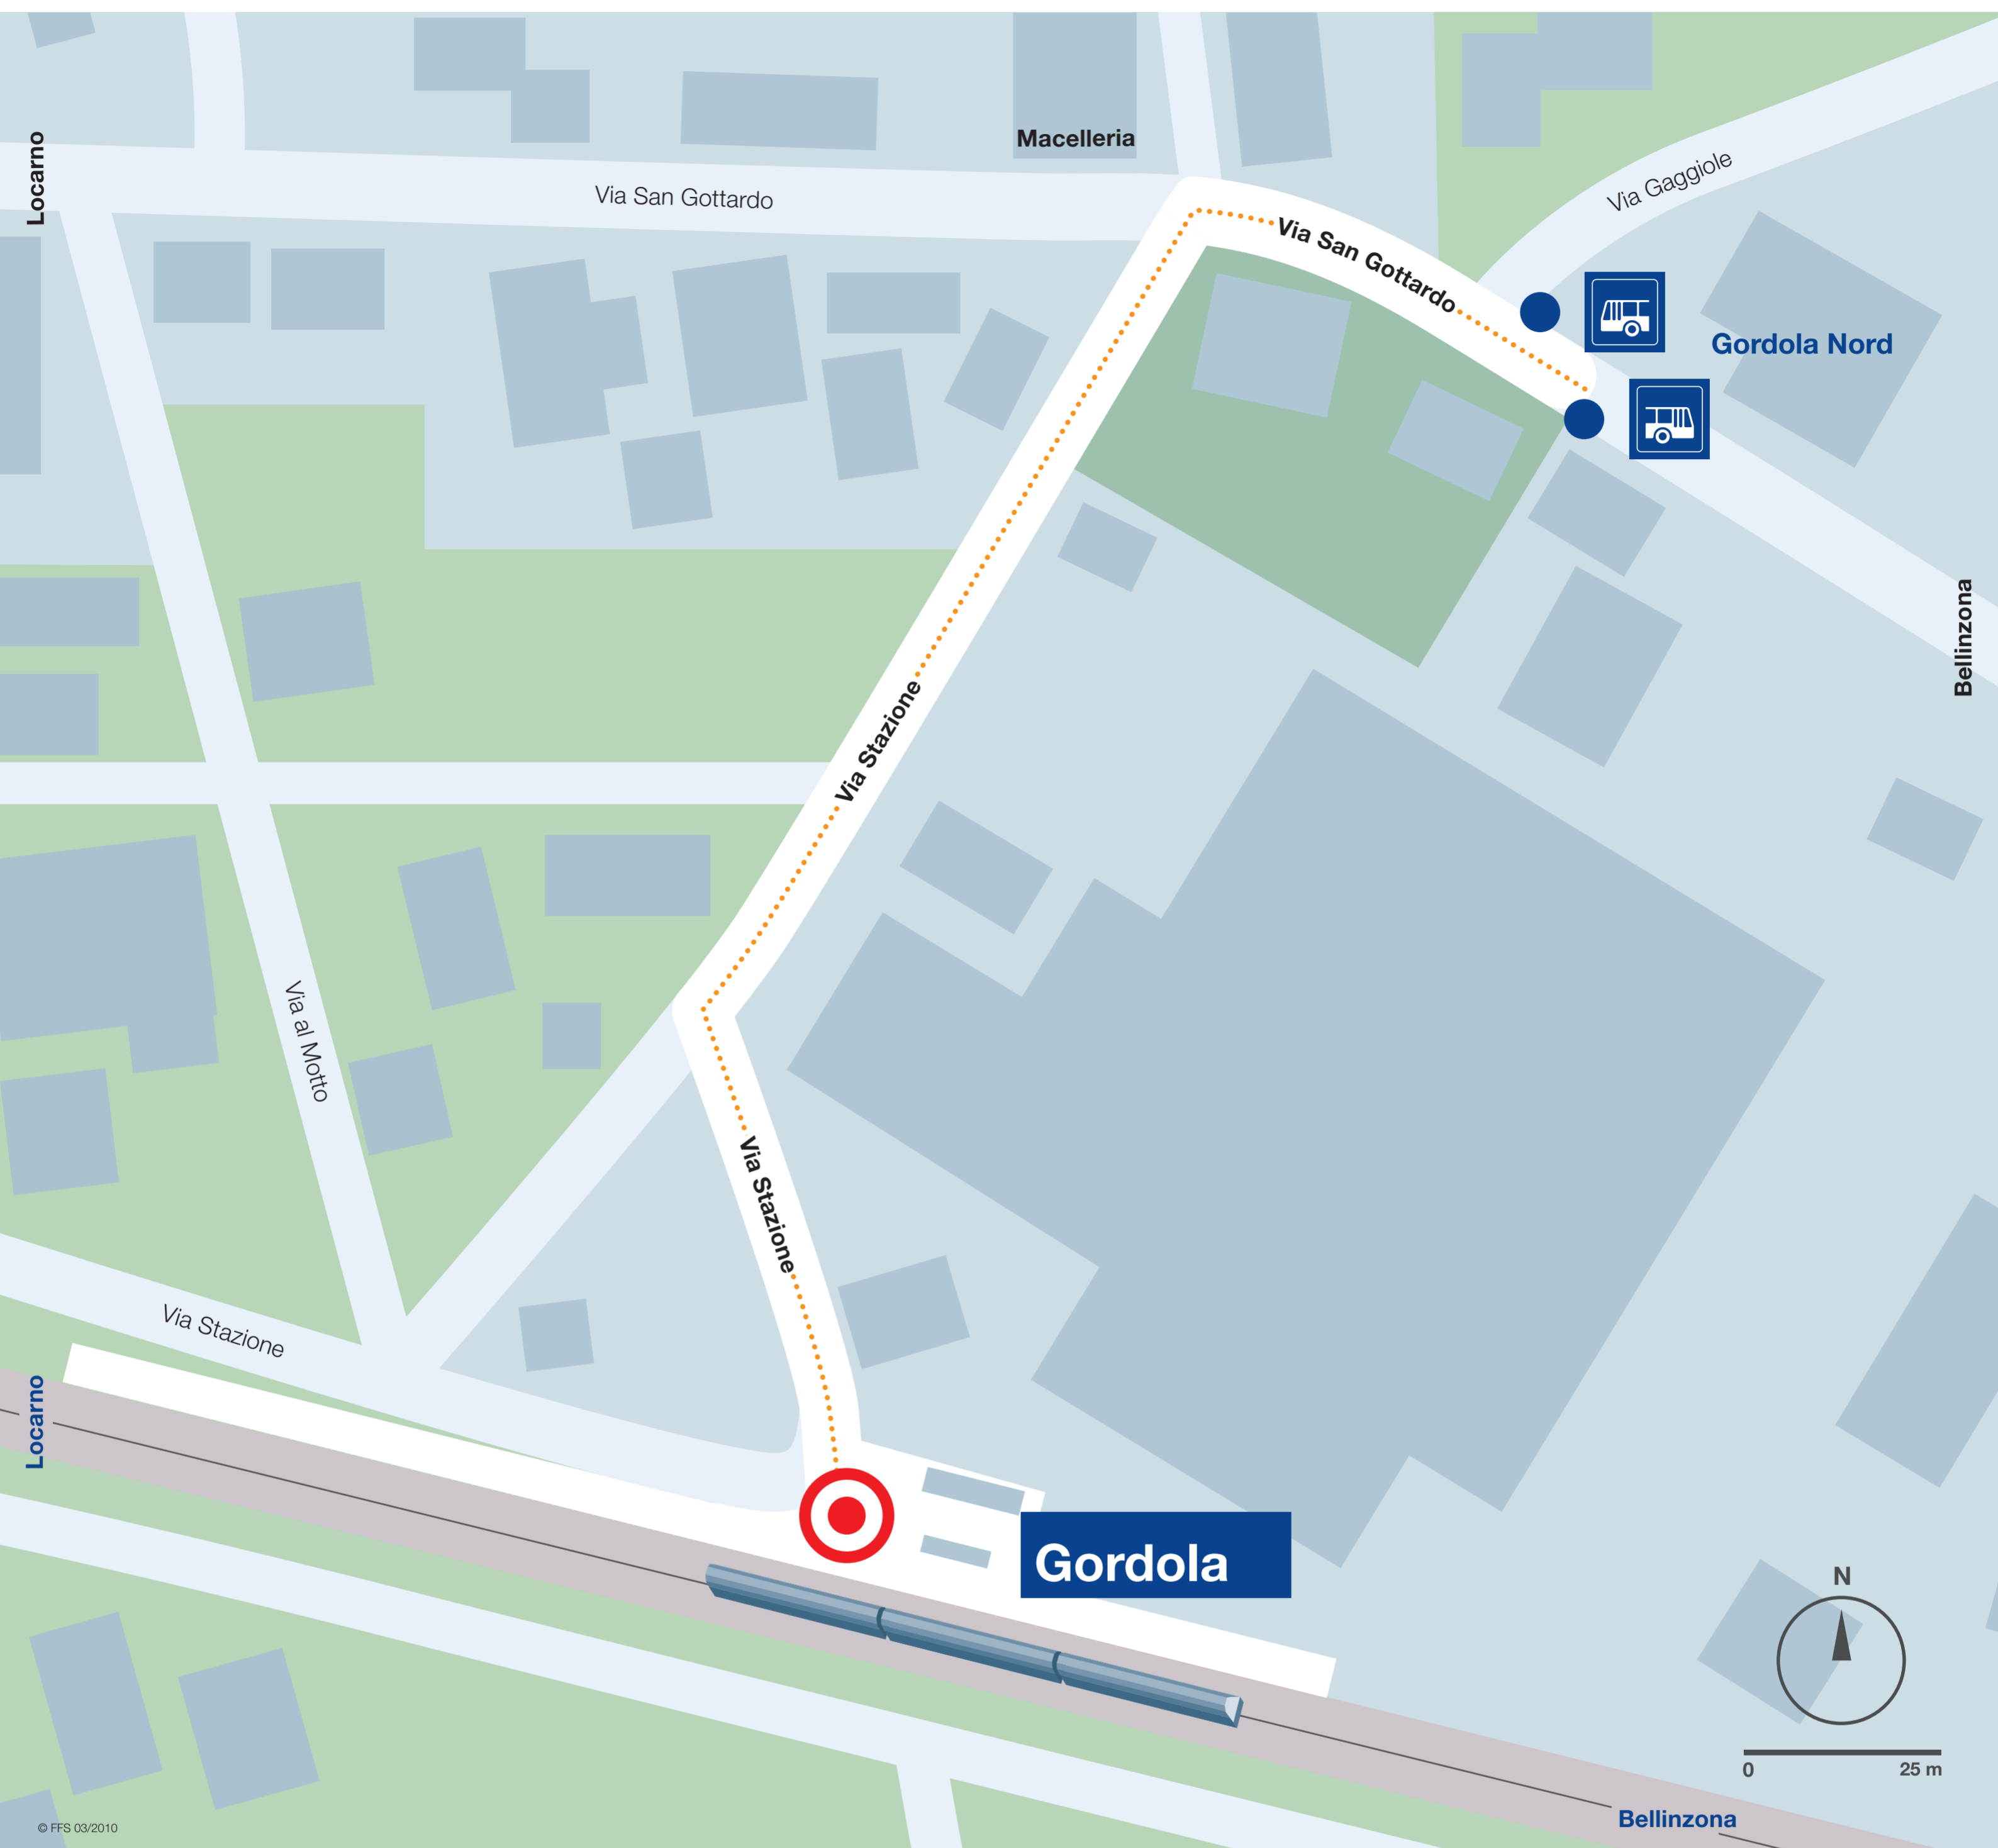 Locarno
Macelleria
Via San Gottardo
Via Gaggiole
Via San Gottardo
Gordola Nord
Bellinzona
Via Stazione
Via al Motto
Via Stazione
Via Stazione
Locarno
Gordola
N
0 25 m
Bellinzona
© FFS 03/2010